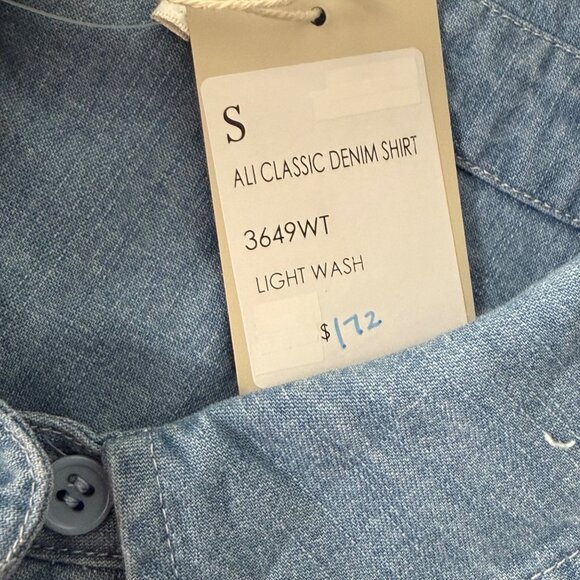 S
ALI CLASSIC DENIM SHIRT
3649WT
LIGHT WASH
$172